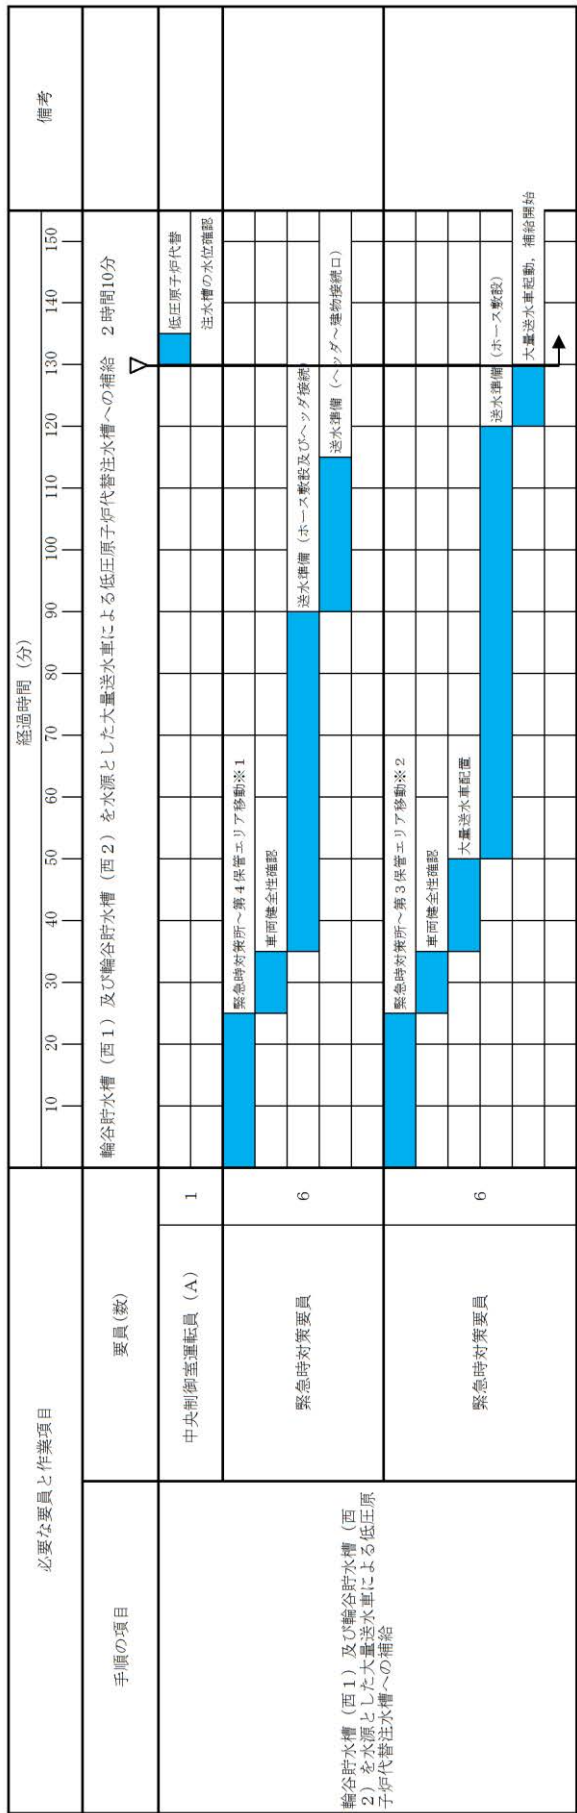 必要な要員と作業項目
経過時間（分）
備考
手順の項目
要員(数)
10 20 30 40 50 60 70 80 90 100 110 120 130 140 150
輪谷貯水槽（西１）及び輪谷貯水槽（西２）を水源とした大量送水車による低圧原子炉代替注水槽への補給　２時間10分
輪谷貯水槽（西１）及び輪谷貯水槽（西
２）を水源とした大量送水車による低圧原
子炉代替注水槽への補給
中央制御室運転員（Ａ）
1
低圧原子炉代替
注水槽の水位確認
緊急時対策要員
6
緊急時対策所～第４保管エリア移動※１
車両健全性確認
送水準備（ホース敷設及びヘッダ接続）
送水準備（ヘッダ～建物接続口）
緊急時対策要員
6
緊急時対策所～第３保管エリア移動※２
車両健全性確認
大量送水車配置
送水準備（ホース敷設）
大量送水車起動，補給開始